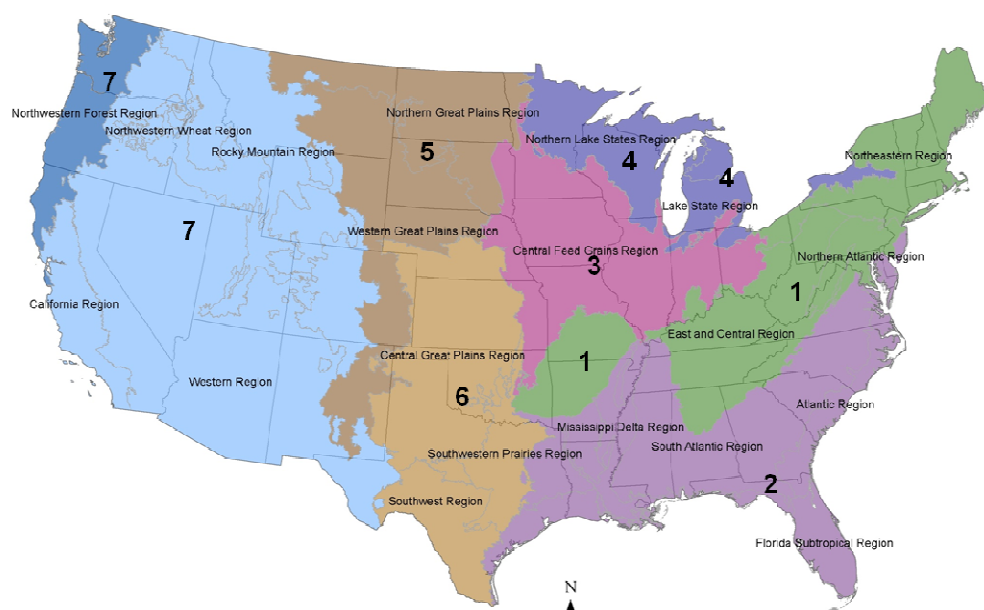 7
Northwestern Forest Region
Northern Great Plains Region
Northwestern Wheat Region
Northern Lake States Region
Rocky Mountain Region
5
4
Northeastern Region
4
Lake State Region
7
Western Great Plains Region
Central Feed Grains Region
3
Northern Atlantic Region
1
California Region
East and Central Region
Central Great Plains Region
1
Western Region
6
Atlantic Region
Mississippi Delta Region
South Atlantic Region
Southwestern Prairies Region
2
Southwest Region
Florida Subtropical Region
N